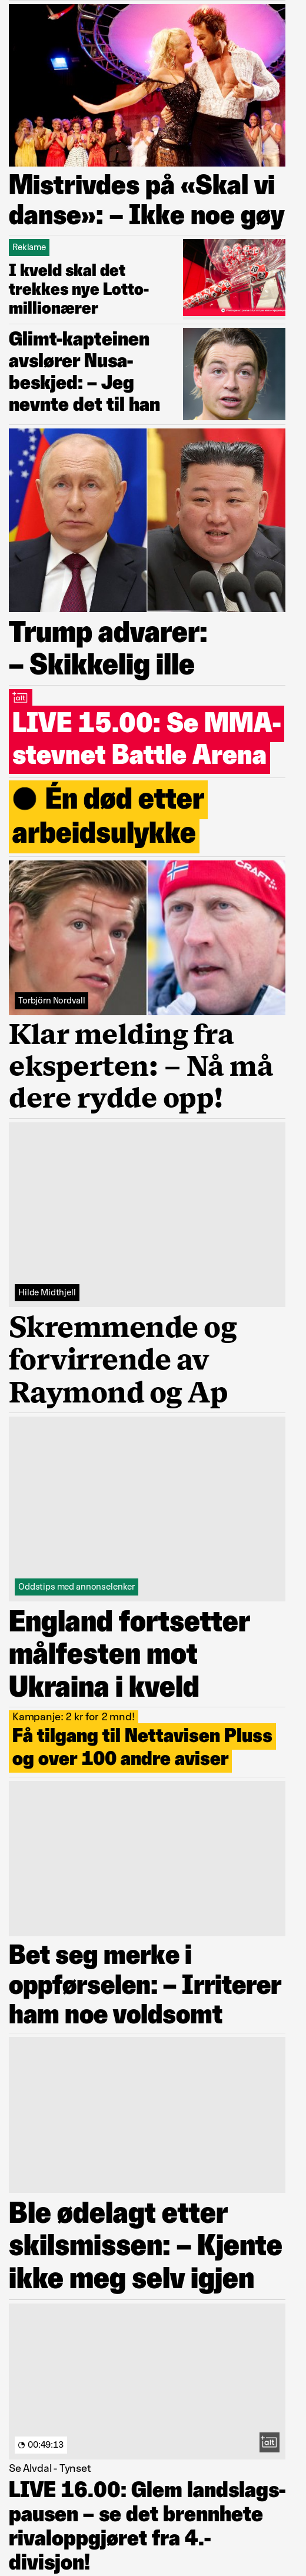 Mistrivdes på «Skal vi
danse»: – Ikke noe gøy
Reklame
I kveld skal det
trekkes nye Lotto-
millionærer
Glimt-kapteinen
avslører Nusa-
beskjed: – Jeg
nevnte det til han
Trump advarer:
– Skikkelig ille
+alt
LIVE 15.00: Se MMA-
stevnet Battle Arena
● Én død etter
arbeidsulykke
CRAFT
Torbjörn Nordvall
Klar melding fra
eksperten: – Nå må
dere rydde opp!
Hilde Midthjell
Skremmende og
forvirrende av
Raymond og Ap
Oddstips med annonselenker
England fortsetter
målfesten mot
Ukraina i kveld
Kampanje: 2 kr for 2 mnd!
Få tilgang til Nettavisen Pluss
og over 100 andre aviser
Bet seg merke i
oppførselen: – Irriterer
ham noe voldsomt
Ble ødelagt etter
skilsmissen: – Kjente
ikke meg selv igjen
00:49:13
+alt
Se Alvdal - Tynset
LIVE 16.00: Glem landslags-
pausen – se det brennhete
rivaloppgjøret fra 4.-
divisjon!